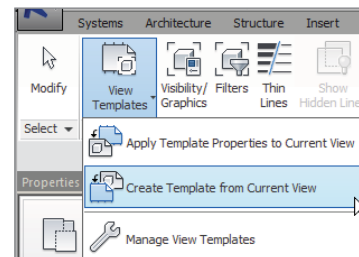 Systems Architecture Structure Insert
Modify
View Templates
Visibility/ Graphics
Filters
Thin Lines
Show Hidden Line
Select
Apply Template Properties to Current View
Properties
Create Template from Current View
Manage View Templates